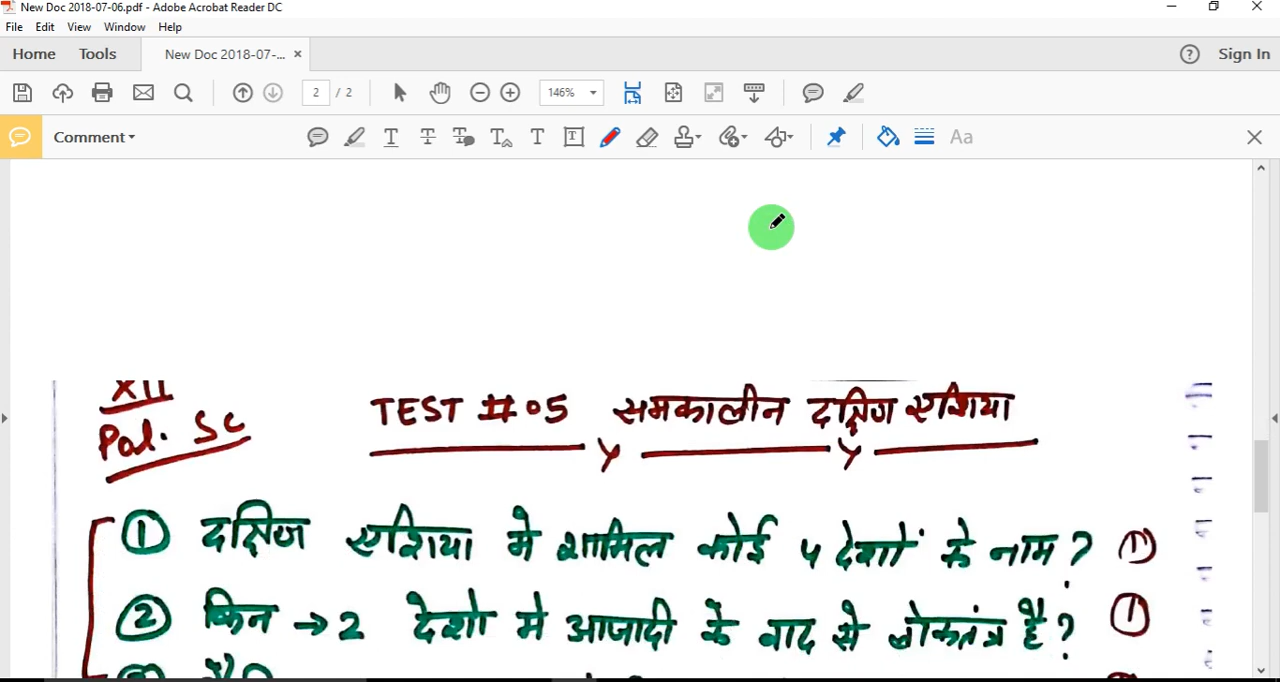 New Doc 2018-07-06.pdf - Adobe Acrobat Reader DC
File Edit View Window Help
Home Tools New Doc 2018-07-... × Sign In
2 / 2 146%
Comment
XII
Pol. Sc
TEST # 05 समकालीन दक्षिण एशिया
① दक्षिण एशिया मे शामिल कोई 4 देशों के नाम ? ①
② किन → 2 देशो मे आजादी के बाद से लोकतंत्र है ? ①